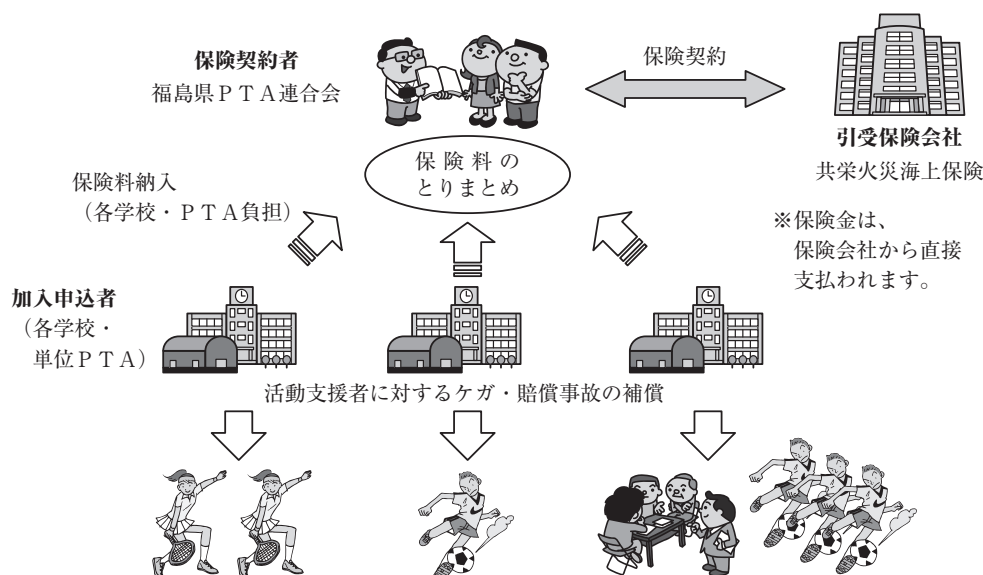 保険契約者
福島県ＰＴＡ連合会
保険契約
引受保険会社
共栄火災海上保険
保険料の
とりまとめ
保険料納入
（各学校・ＰＴＡ負担）
※保険金は、
保険会社から直接
支払われます。
加入申込者
（各学校・
単位ＰＴＡ）
活動支援者に対するケガ・賠償事故の補償